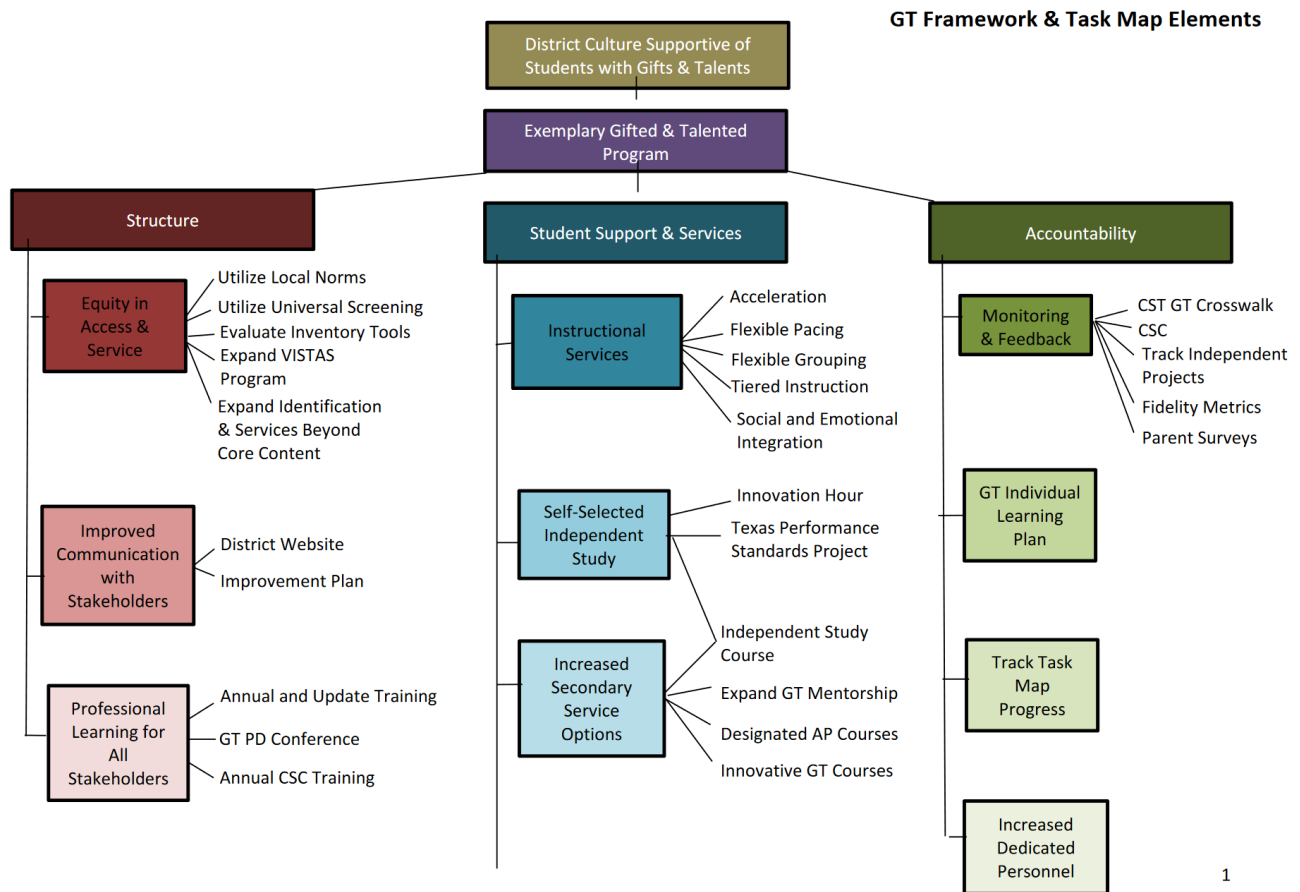 GT Framework & Task Map Elements
District Culture Supportive of
Students with Gifts & Talents
Exemplary Gifted & Talented
Program
Structure
Equity in
Access &
Service
Utilize Local Norms
Utilize Universal Screening
Evaluate Inventory Tools
Expand VISTAS
Program
Expand Identification
& Services Beyond
Core Content
Improved
Communication
with
Stakeholders
District Website
Improvement Plan
Professional
Learning for
All
Stakeholders
Annual and Update Training
GT PD Conference
Annual CSC Training
Student Support & Services
Instructional
Services
Acceleration
Flexible Pacing
Flexible Grouping
Tiered Instruction
Social and Emotional
Integration
Self-Selected
Independent
Study
Innovation Hour
Texas Performance
Standards Project
Independent Study
Course
Increased
Secondary
Service
Options
Expand GT Mentorship
Designated AP Courses
Innovative GT Courses
Accountability
Monitoring
& Feedback
CST GT Crosswalk
CSC
Track Independent
Projects
Fidelity Metrics
Parent Surveys
GT Individual
Learning
Plan
Track Task
Map
Progress
Increased
Dedicated
Personnel
1